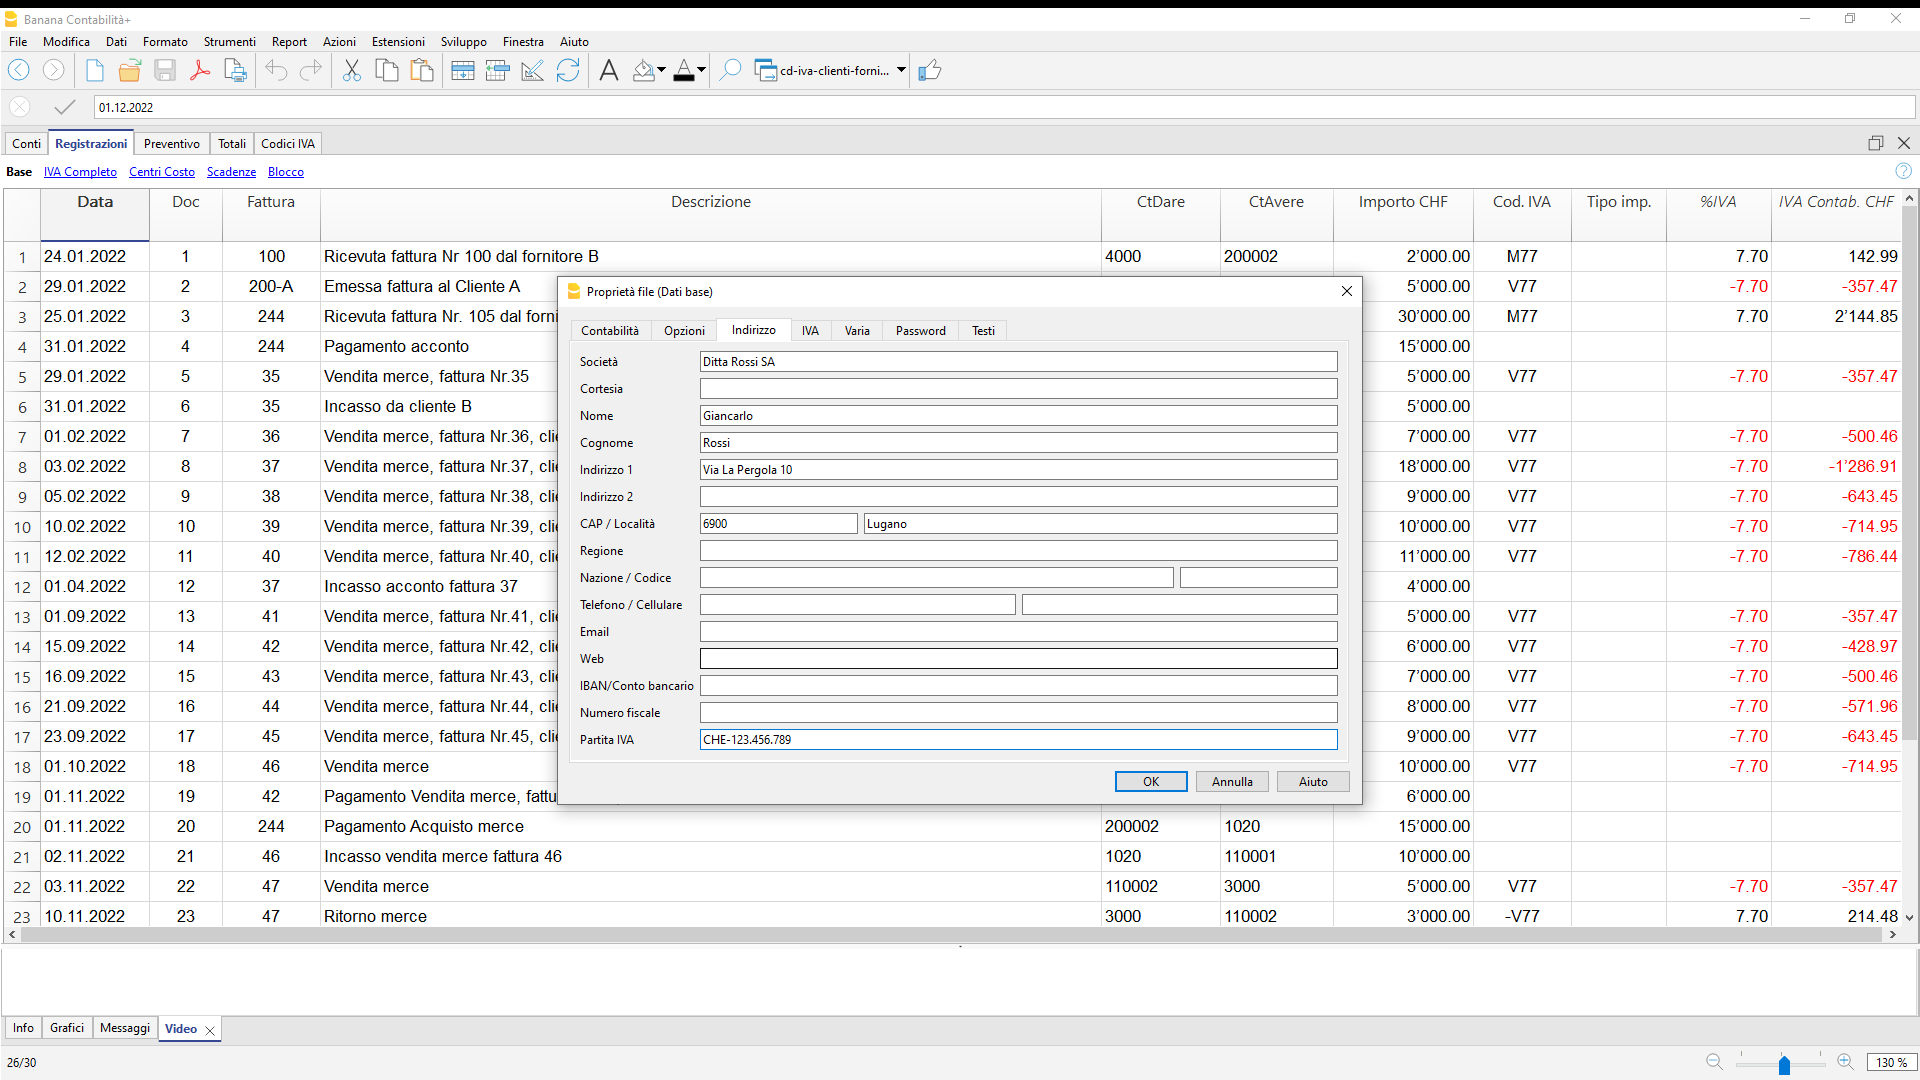 Banana Contabilità+
File Modifica Dati Formato Strumenti Report Azioni Estensioni Sviluppo Finestra Aiuto
cd-iva-clienti-forni...
01.12.2022
Conti Registrazioni Preventivo Totali Codici IVA
Base IVA Completo Centri Costo Scadenze Blocco
Data Doc Fattura Descrizione CtDare CtAvere Importo CHF Cod. IVA Tipo imp. %IVA IVA Contab. CHF
1 24.01.2022 1 100 Ricevuta fattura Nr 100 dal fornitore B 4000 200002 2’000.00 M77 7.70 142.99
2 29.01.2022 2 200-A Emessa fattura al Cliente A 5’000.00 V77 -7.70 -357.47
3 25.01.2022 3 244 Ricevuta fattura Nr. 105 dal forni 30’000.00 M77 7.70 2’144.85
4 31.01.2022 4 244 Pagamento acconto 15’000.00
5 29.01.2022 5 35 Vendita merce, fattura Nr.35 5’000.00 V77 -7.70 -357.47
6 31.01.2022 6 35 Incasso da cliente B 5’000.00
7 01.02.2022 7 36 Vendita merce, fattura Nr.36, clie 7’000.00 V77 -7.70 -500.46
8 03.02.2022 8 37 Vendita merce, fattura Nr.37, clie 18’000.00 V77 -7.70 -1’286.91
9 05.02.2022 9 38 Vendita merce, fattura Nr.38, clie 9’000.00 V77 -7.70 -643.45
10 10.02.2022 10 39 Vendita merce, fattura Nr.39, clie 10’000.00 V77 -7.70 -714.95
11 12.02.2022 11 40 Vendita merce, fattura Nr.40, clie 11’000.00 V77 -7.70 -786.44
12 01.04.2022 12 37 Incasso acconto fattura 37 4’000.00
13 01.09.2022 13 41 Vendita merce, fattura Nr.41, clie 5’000.00 V77 -7.70 -357.47
14 15.09.2022 14 42 Vendita merce, fattura Nr.42, clie 6’000.00 V77 -7.70 -428.97
15 16.09.2022 15 43 Vendita merce, fattura Nr.43, clie 7’000.00 V77 -7.70 -500.46
16 21.09.2022 16 44 Vendita merce, fattura Nr.44, clie 8’000.00 V77 -7.70 -571.96
17 23.09.2022 17 45 Vendita merce, fattura Nr.45, clie 9’000.00 V77 -7.70 -643.45
18 01.10.2022 18 46 Vendita merce 10’000.00 V77 -7.70 -714.95
19 01.11.2022 19 42 Pagamento Vendita merce, fattu 6’000.00
20 01.11.2022 20 244 Pagamento Acquisto merce 200002 1020 15’000.00
21 02.11.2022 21 46 Incasso vendita merce fattura 46 1020 110001 10’000.00
22 03.11.2022 22 47 Vendita merce 110002 3000 5’000.00 V77 -7.70 -357.47
23 10.11.2022 23 47 Ritorno merce 3000 110002 3’000.00 -V77 7.70 214.48
Proprietà file (Dati base)
Contabilità Opzioni Indirizzo IVA Varia Password Testi
Società Ditta Rossi SA
Cortesia
Nome Giancarlo
Cognome Rossi
Indirizzo 1 Via La Pergola 10
Indirizzo 2
CAP / Località 6900 Lugano
Regione
Nazione / Codice
Telefono / Cellulare
Email
Web
IBAN/Conto bancario
Numero fiscale
Partita IVA CHE-123.456.789
OK Annulla Aiuto
Info Grafici Messaggi Video
26/30
130 %